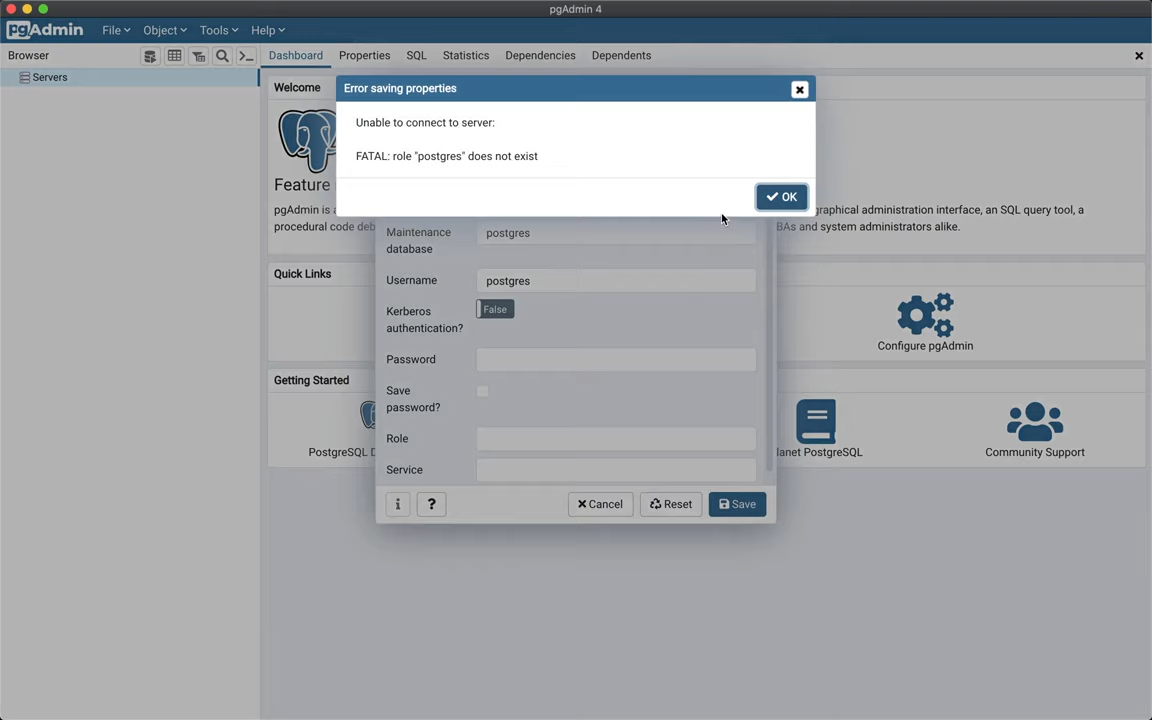 pgAdmin 4
pgAdmin
File
Object
Tools
Help
Browser
Dashboard
Properties
SQL
Statistics
Dependencies
Dependents
Servers
Welcome
Error saving properties
Unable to connect to server:
FATAL: role "postgres" does not exist
OK
Feature
pgAdmin is
graphical administration interface, an SQL query tool, a
procedural code deb
BAs and system administrators alike.
Maintenance
database
postgres
Quick Links
Username
postgres
Kerberos
authentication?
False
Configure pgAdmin
Password
Getting Started
Save
password?
Role
PostgreSQL D
lanet PostgreSQL
Community Support
Service
i
?
Cancel
Reset
Save